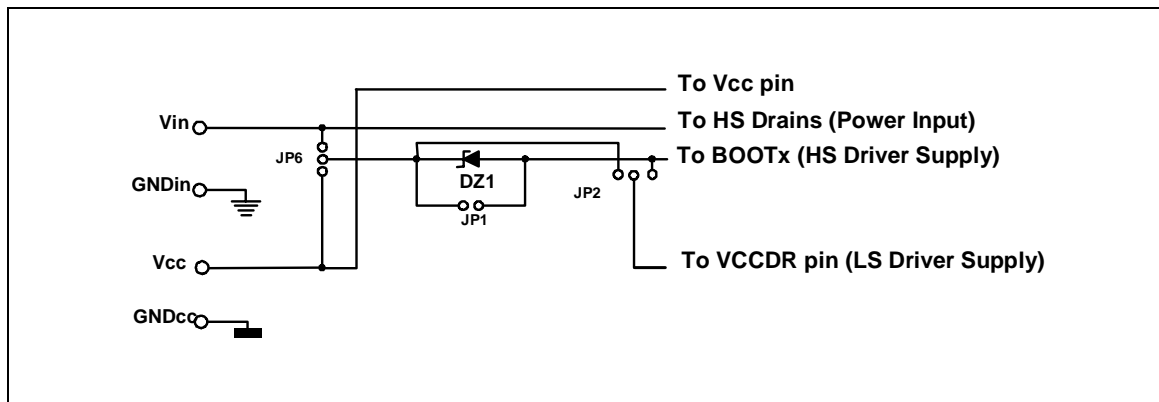 To Vcc pin
Vin
To HS Drains (Power Input)
JP6
To BOOTx (HS Driver Supply)
DZ1
GNDin
JP2
JP1
Vcc
To VCCDR pin (LS Driver Supply)
GNDcc